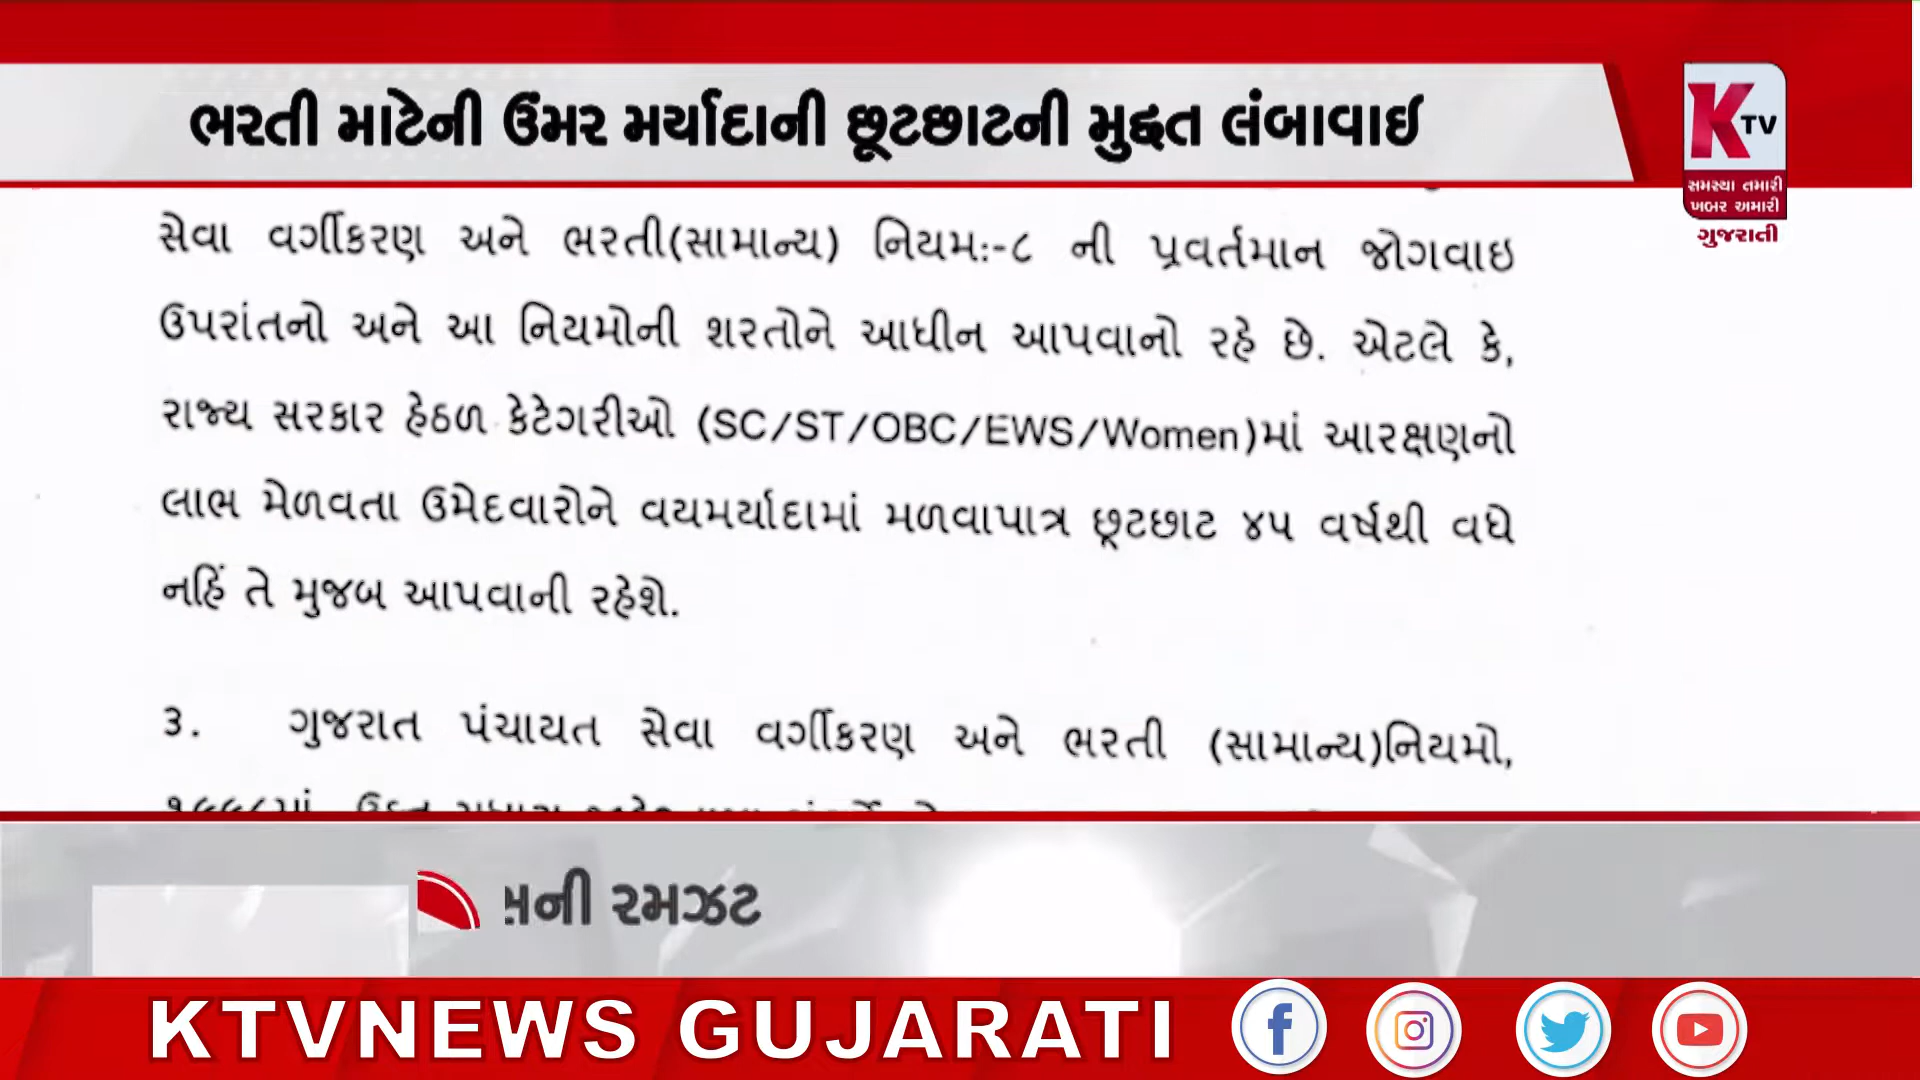 ભરતી માટેની ઉંમર મર્યાદાની છૂટછાટની મુદ્દત લંબાવાઈ
K TV
સમસ્યા તમારી
ખબર અમારી
ગુજરાતી
સેવા વર્ગીકરણ અને ભરતી(સામાન્ય) નિયમ:-૮ ની પ્રવર્તમાન જોગવાઇ
ઉપરાંતનો અને આ નિયમોની શરતોને આધીન આપવાનો રહે છે. એટલે કે,
રાજ્ય સરકાર હેઠળ કેટેગરીઓ (SC/ST/OBC/EWS/Women)માં આરક્ષણનો
લાભ મેળવતા ઉમેદવારોને વયમર્યાદામાં મળવાપાત્ર છૂટછાટ ૪૫ વર્ષથી વધે
નહિં તે મુજબ આપવાની રહેશે.
૩. ગુજરાત પંચાયત સેવા વર્ગીકરણ અને ભરતી (સામાન્ય)નિયમો,
રમઝટ
KTVNEWS GUJARATI